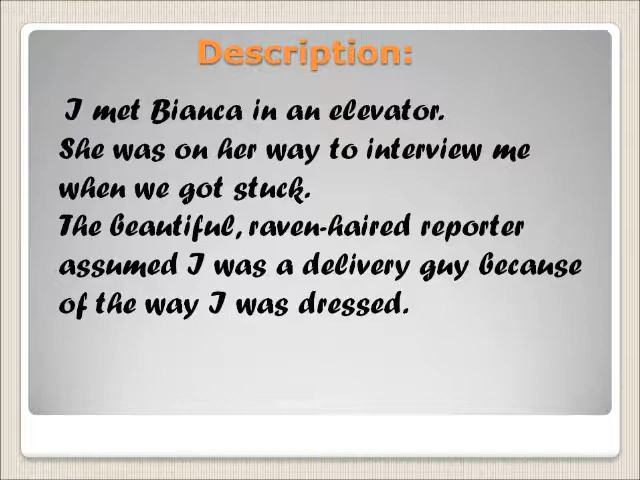 Description:
I met Bianca in an elevator.
She was on her way to interview me
when we got stuck.
The beautiful, raven-haired reporter
assumed I was a delivery guy because
of the way I was dressed.